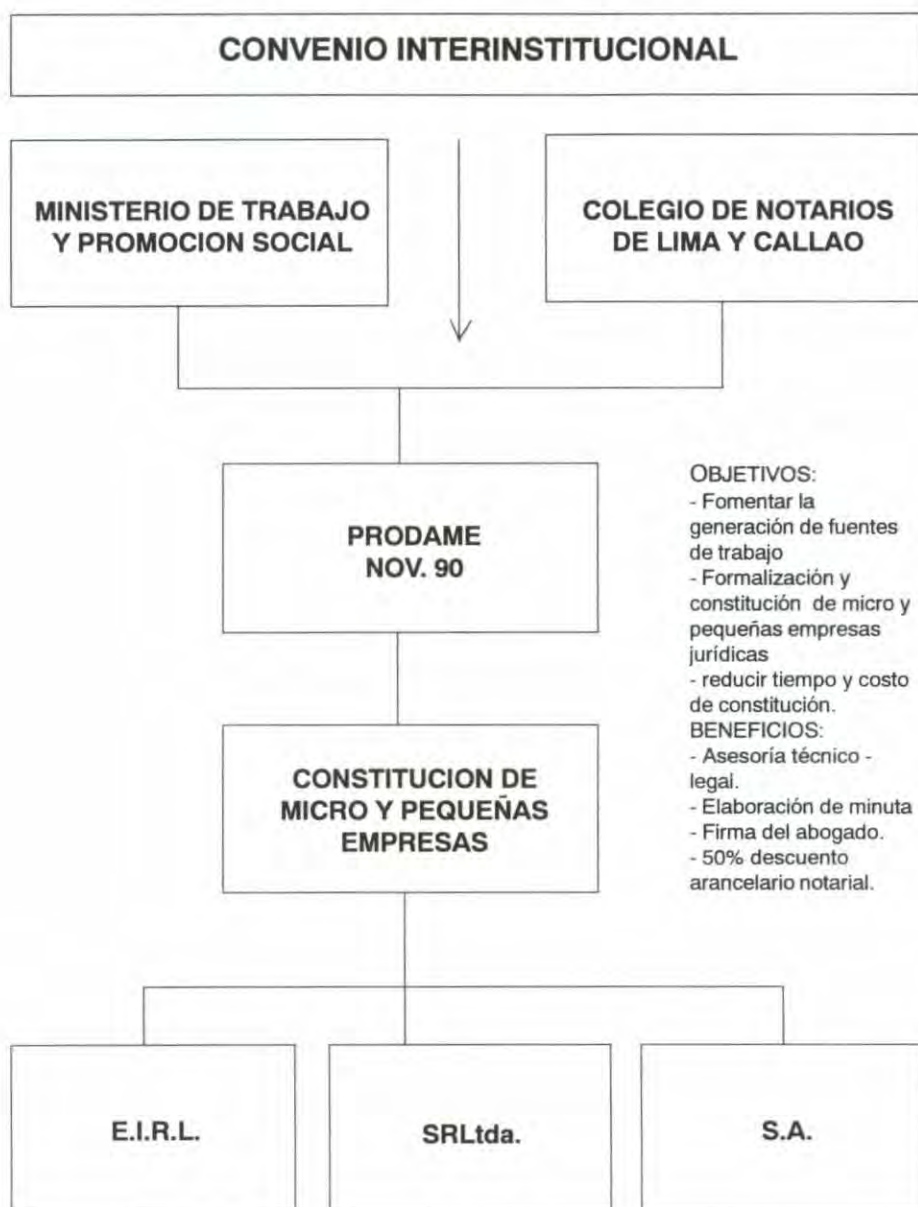 CONVENIO INTERINSTITUCIONAL
MINISTERIO DE TRABAJO
Y PROMOCION SOCIAL
COLEGIO DE NOTARIOS
DE LIMA Y CALLAO
PRODAME
NOV. 90
OBJETIVOS:
- Fomentar la
generación de fuentes
de trabajo
- Formalización y
constitución de micro y
pequeñas empresas
jurídicas
- reducir tiempo y costo
de constitución.
BENEFICIOS:
- Asesoría técnico -
legal.
- Elaboración de minuta
- Firma del abogado.
- 50% descuento
arancelario notarial.
CONSTITUCION DE
MICRO Y PEQUEÑAS
EMPRESAS
E.I.R.L.
SRLtda.
S.A.